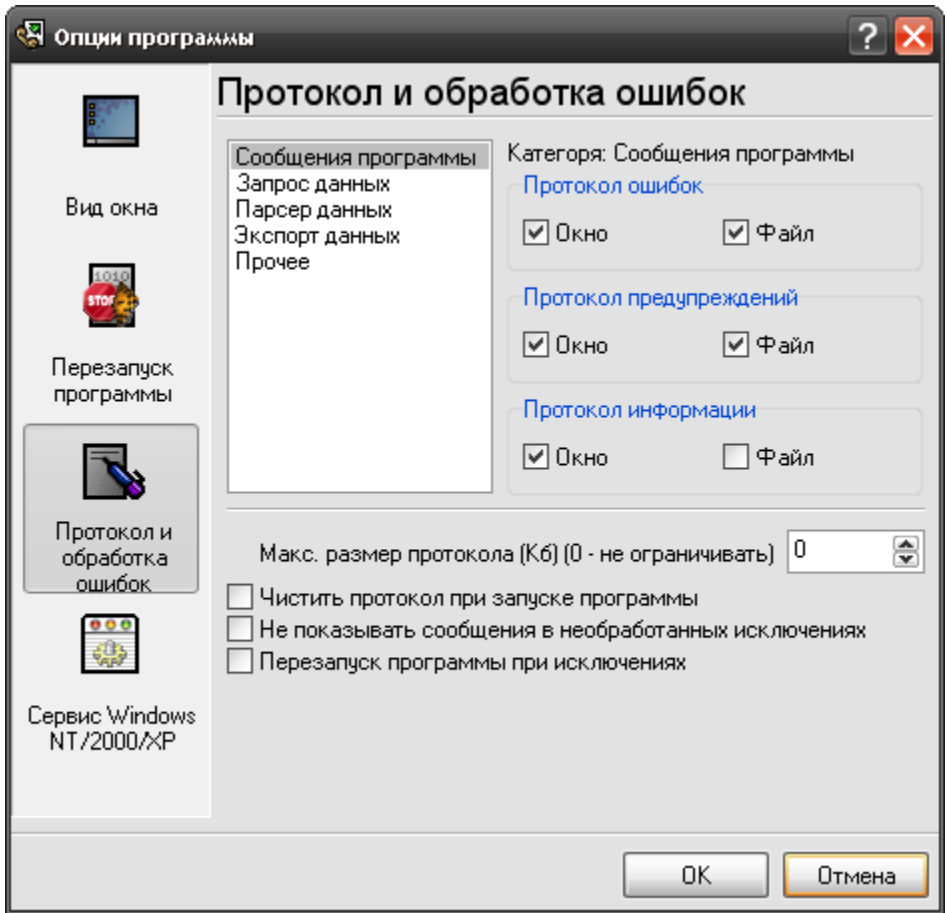 Опции программы
Вид окна
1010
STOP
Перезапуск
программы
Протокол и
обработка
ошибок
Сервис Windows
NT/2000/XP
Протокол и обработка ошибок
Сообщения программы
Запрос данных
Парсер данных
Экспорт данных
Прочее
Категоря: Сообщения программы
Протокол ошибок
Окно Файл
Протокол предупреждений
Окно Файл
Протокол информации
Окно Файл
Макс. размер протокола (Кб) (0 - не ограничивать) 0
Чистить протокол при запуске программы
Не показывать сообщения в необработанных исключениях
Перезапуск программы при исключениях
OK Отмена